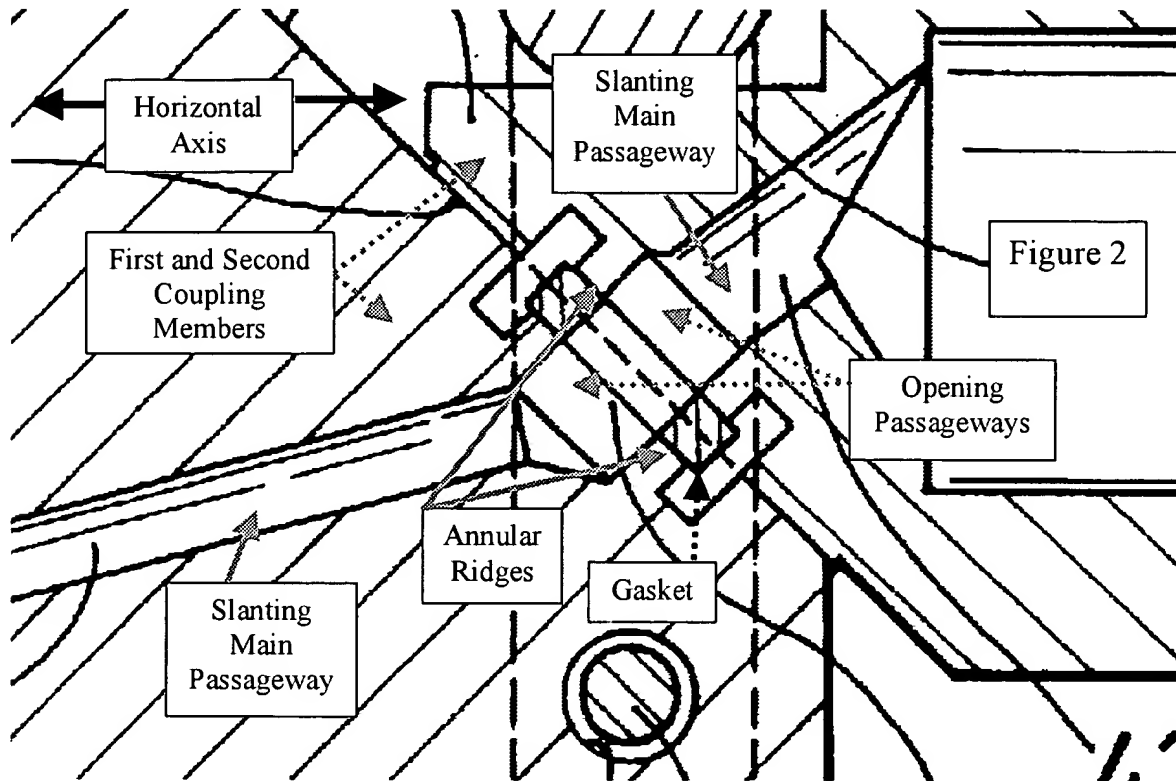 Horizontal
Axis
Slanting
Main
Passageway
First and Second
Coupling
Members
Figure 2
Opening
Passageways
Annular
Ridges
Gasket
Slanting
Main
Passageway